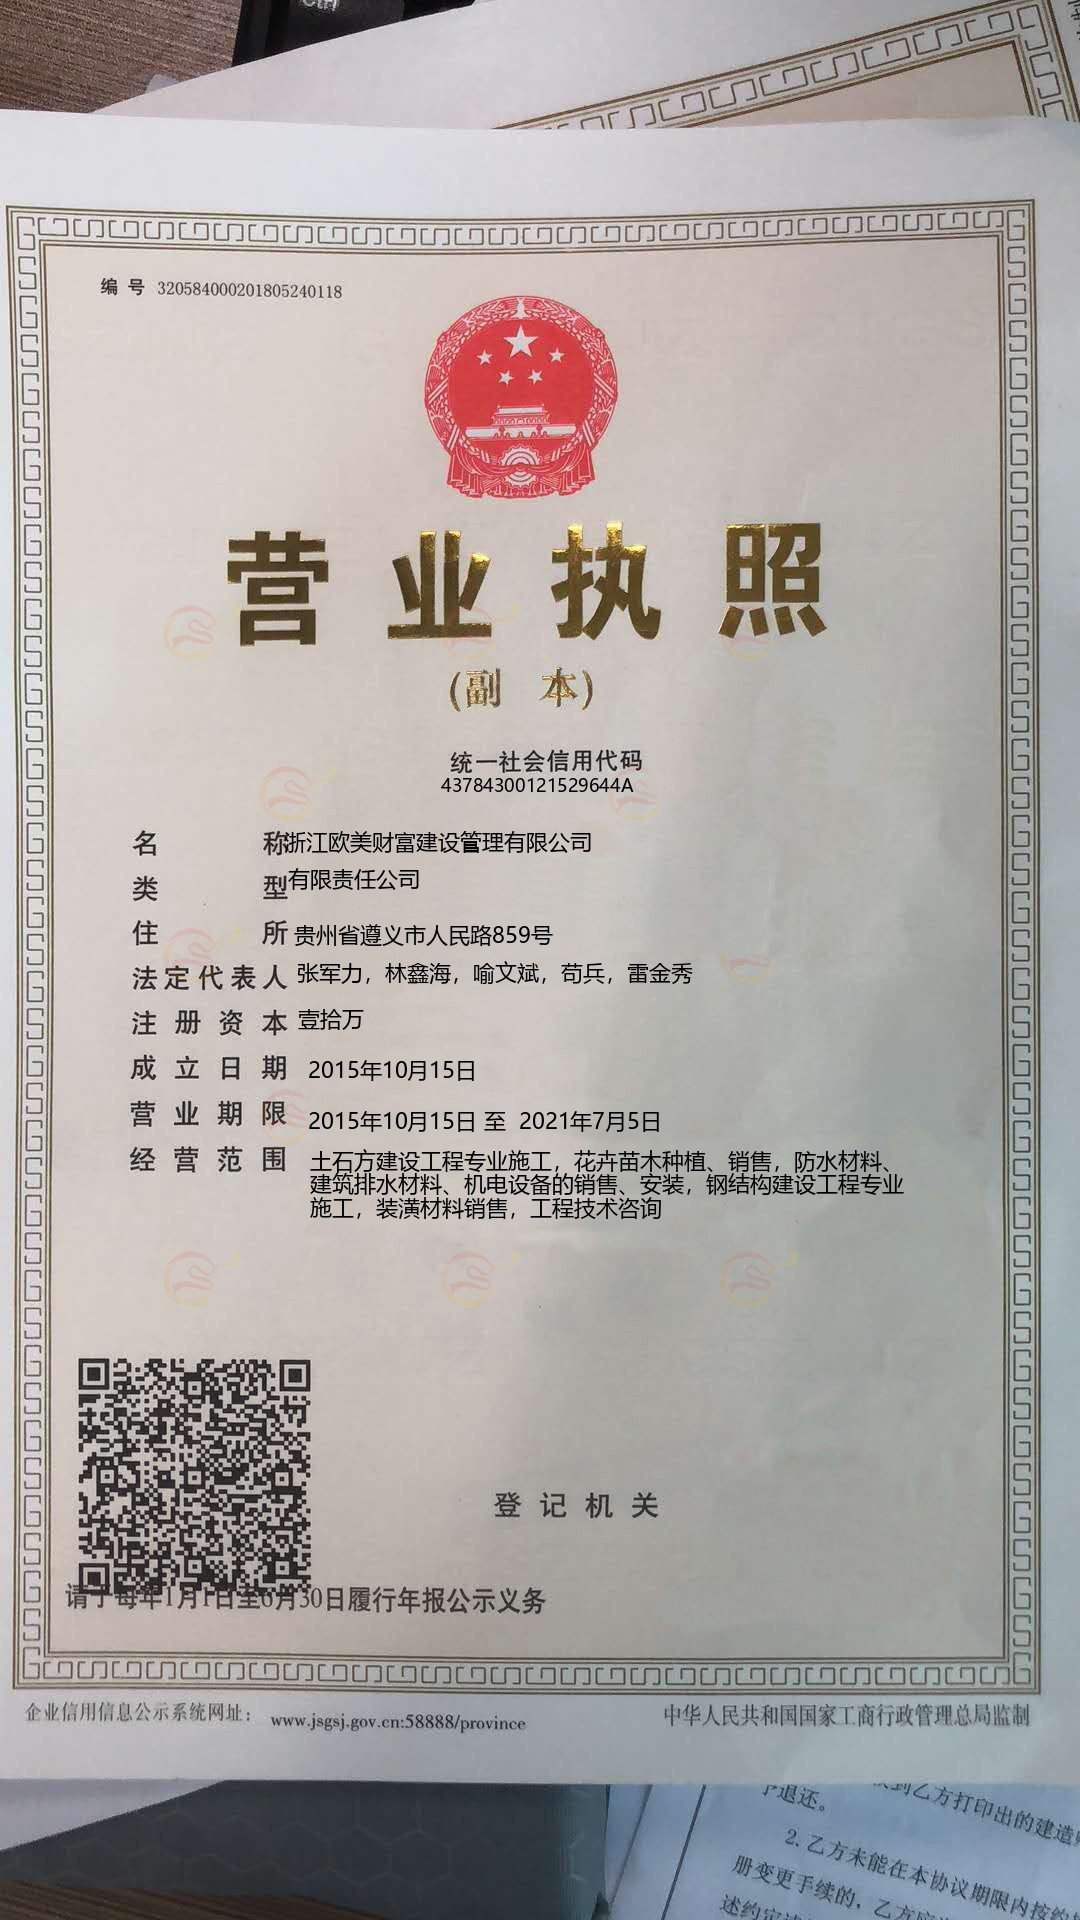 Ctrl
编号 320584000201805240118
营业执照
(副本)
统一社会信用代码
43784300121529644A
名称浙江欧美财富建设管理有限公司
类型有限责任公司
住所 贵州省遵义市人民路859号
法定代表人 张军力，林鑫海，喻文斌，苟兵，雷金秀
注册资本 壹拾万
成立日期 2015年10月15日
营业期限 2015年10月15日 至 2021年7月5日
经营范围 土石方建设工程专业施工，花卉苗木种植、销售，防水材料、
建筑排水材料、机电设备的销售、安装，钢结构建设工程专业
施工，装潢材料销售，工程技术咨询
登记机关
请于每年1月1日至6月30日履行年报公示义务
企业信用信息公示系统网址： www.jsgsj.gov.cn:58888/province
中华人民共和国国家工商行政管理总局监制
到乙方打印出的建造
退还。
2.乙方未能在本协议期限内按约
册变更手续的，乙方应
述约定